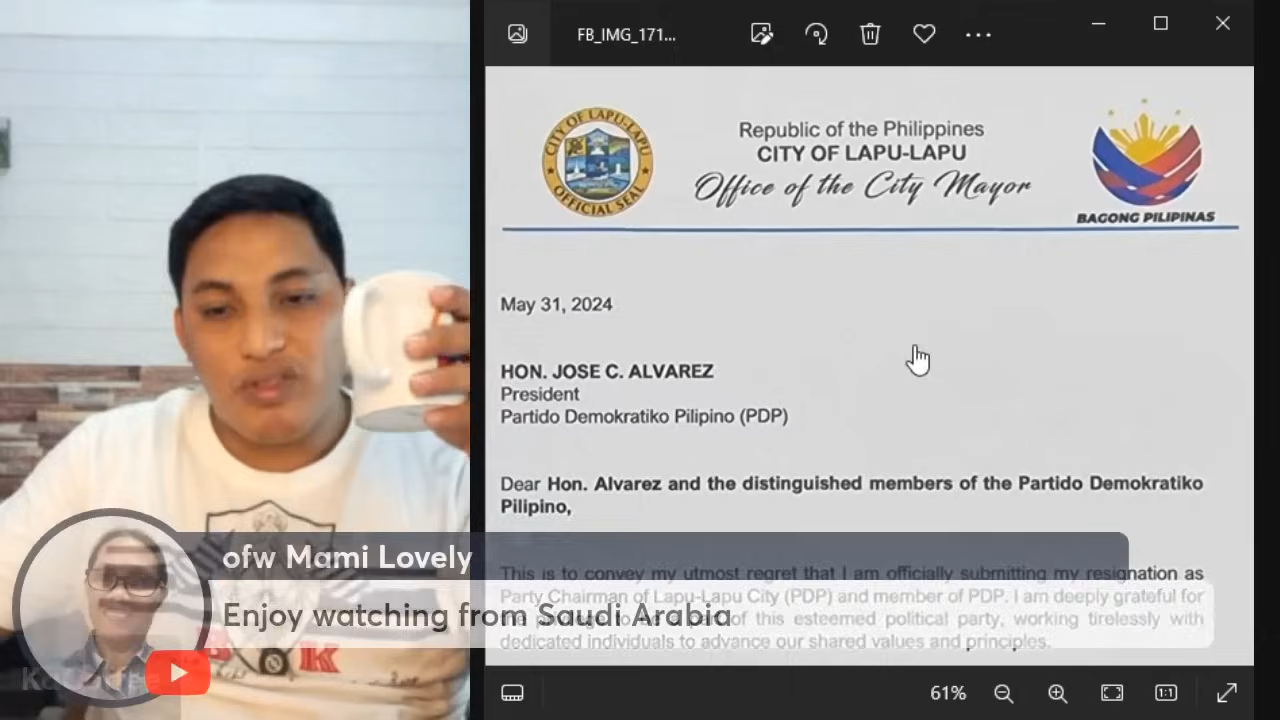 FB_IMG_171...
CITY OF LAPU-LAPU
OFFICIAL SEAL
Republic of the Philippines
CITY OF LAPU-LAPU
Office of the City Mayor
BAGONG PILIPINAS
May 31, 2024
HON. JOSE C. ALVAREZ
President
Partido Demokratiko Pilipino (PDP)
Dear Hon. Alvarez and the distinguished members of the Partido Demokratiko
Pilipino,
This is to convey my utmost regret that I am officially submitting my resignation as
Party Chairman of Lapu-Lapu City (PDP) and member of PDP. I am deeply grateful for
of this esteemed political party, working tirelessly with
dedicated individuals to advance our shared values and principles.
ofw Mami Lovely
Enjoy watching from Saudi Arabia
61%
1:1